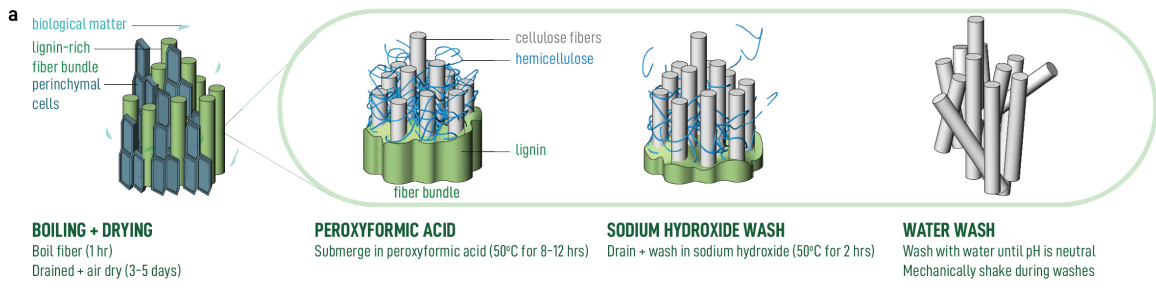 a
biological matter
lignin-rich
fiber bundle
perinchymal
cells
cellulose fibers
hemicellulose
lignin
fiber bundle
BOILING + DRYING
Boil fiber (1 hr)
Drained + air dry (3-5 days)
PEROXYFORMIC ACID
Submerge in peroxyformic acid (50ºC for 8-12 hrs)
SODIUM HYDROXIDE WASH
Drain + wash in sodium hydroxide (50ºC for 2 hrs)
WATER WASH
Wash with water until pH is neutral
Mechanically shake during washes